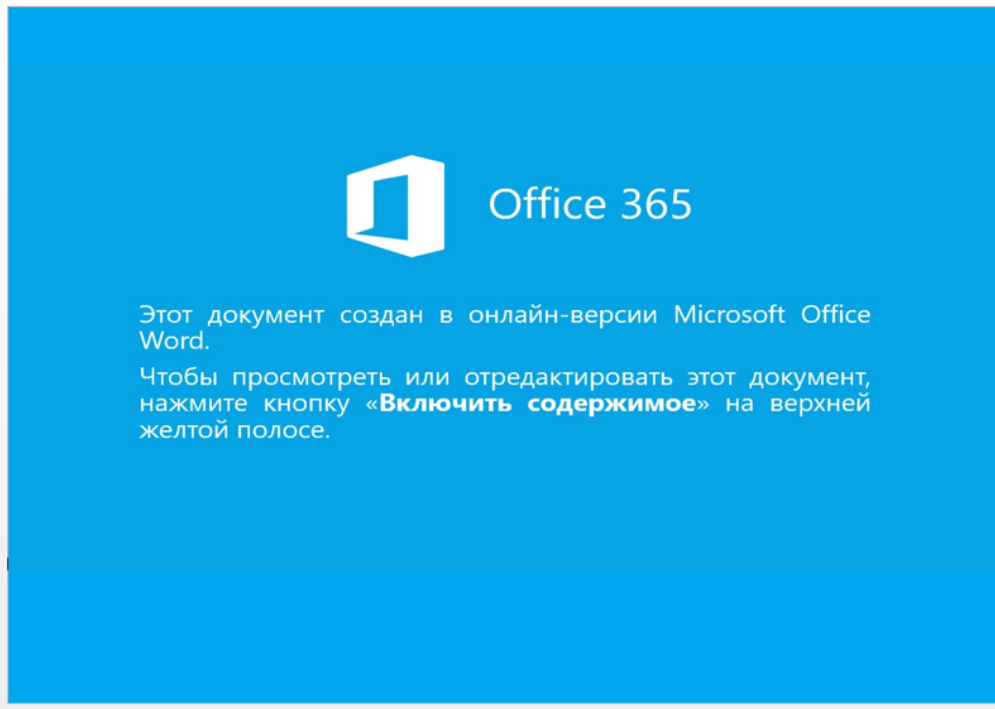 Office 365
Этот документ создан в онлайн-версии Microsoft Office
Word.
Чтобы просмотреть или отредактировать этот документ,
нажмите кнопку «Включить содержимое» на верхней
желтой полосе.